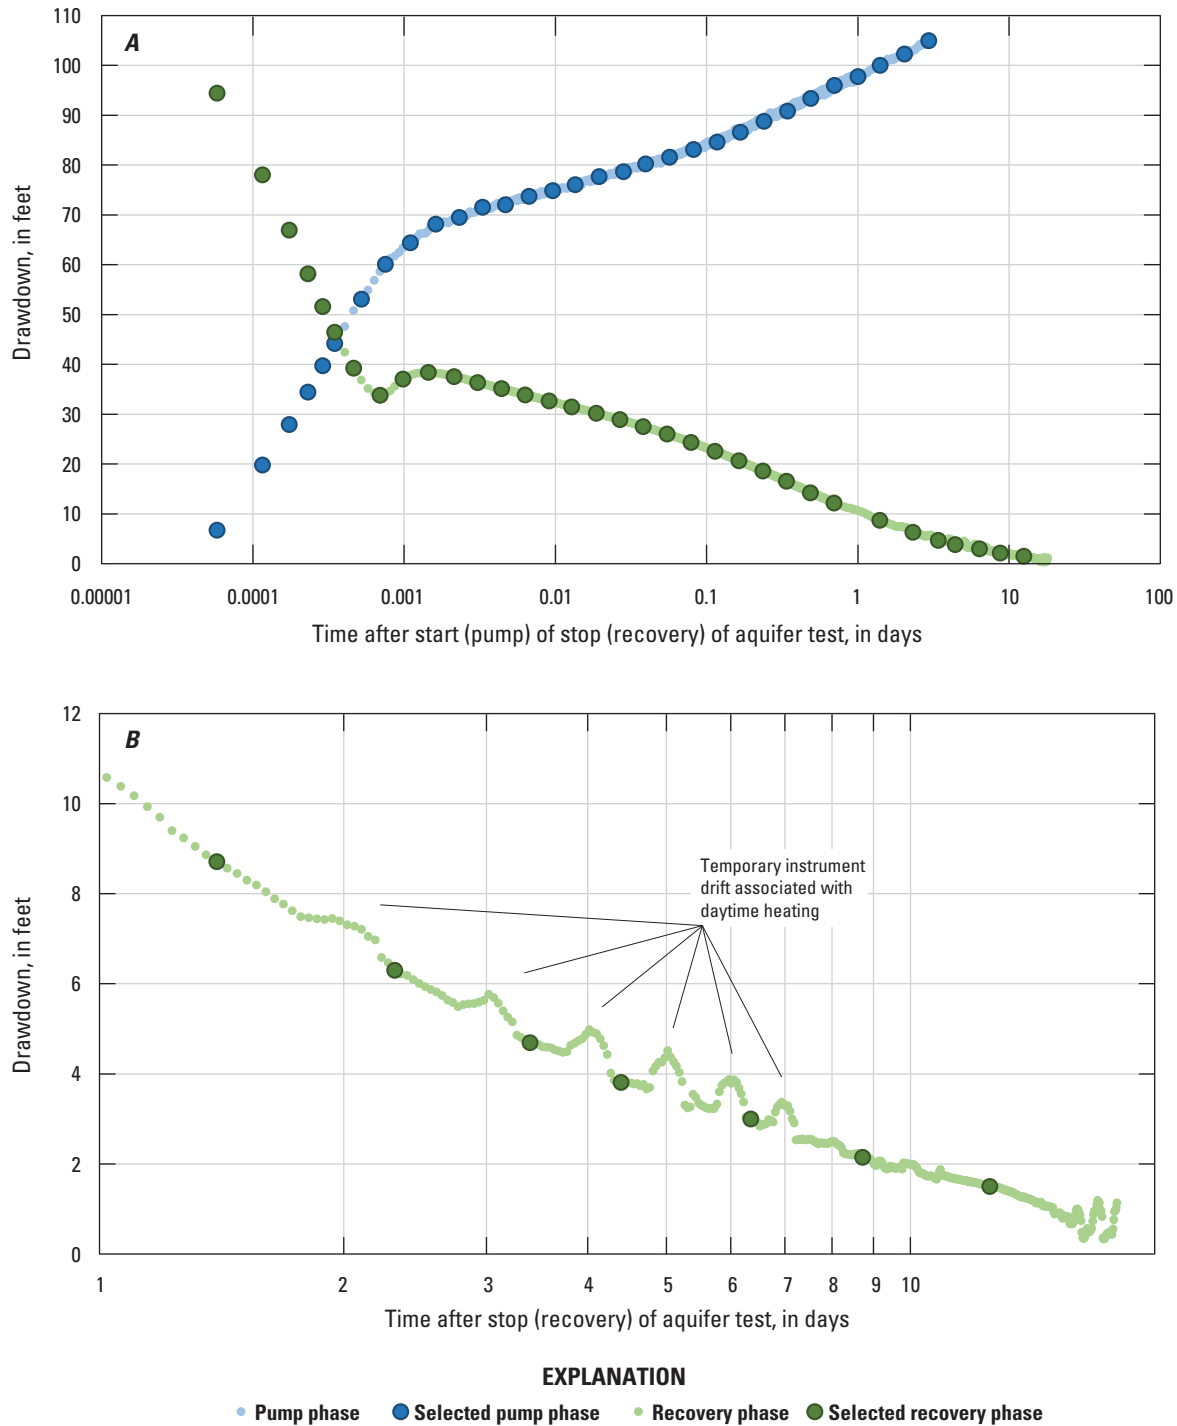 A
110
100
90
80
70
60
50
40
30
20
10
0
Drawdown, in feet
0.00001 0.0001 0.001 0.01 0.1 1 10 100
Time after start (pump) of stop (recovery) of aquifer test, in days
B
12
10
8
6
4
2
0
Drawdown, in feet
Temporary instrument
drift associated with
daytime heating
1 2 3 4 5 6 7 8 9 10
Time after stop (recovery) of aquifer test, in days
EXPLANATION
Pump phase Selected pump phase Recovery phase Selected recovery phase